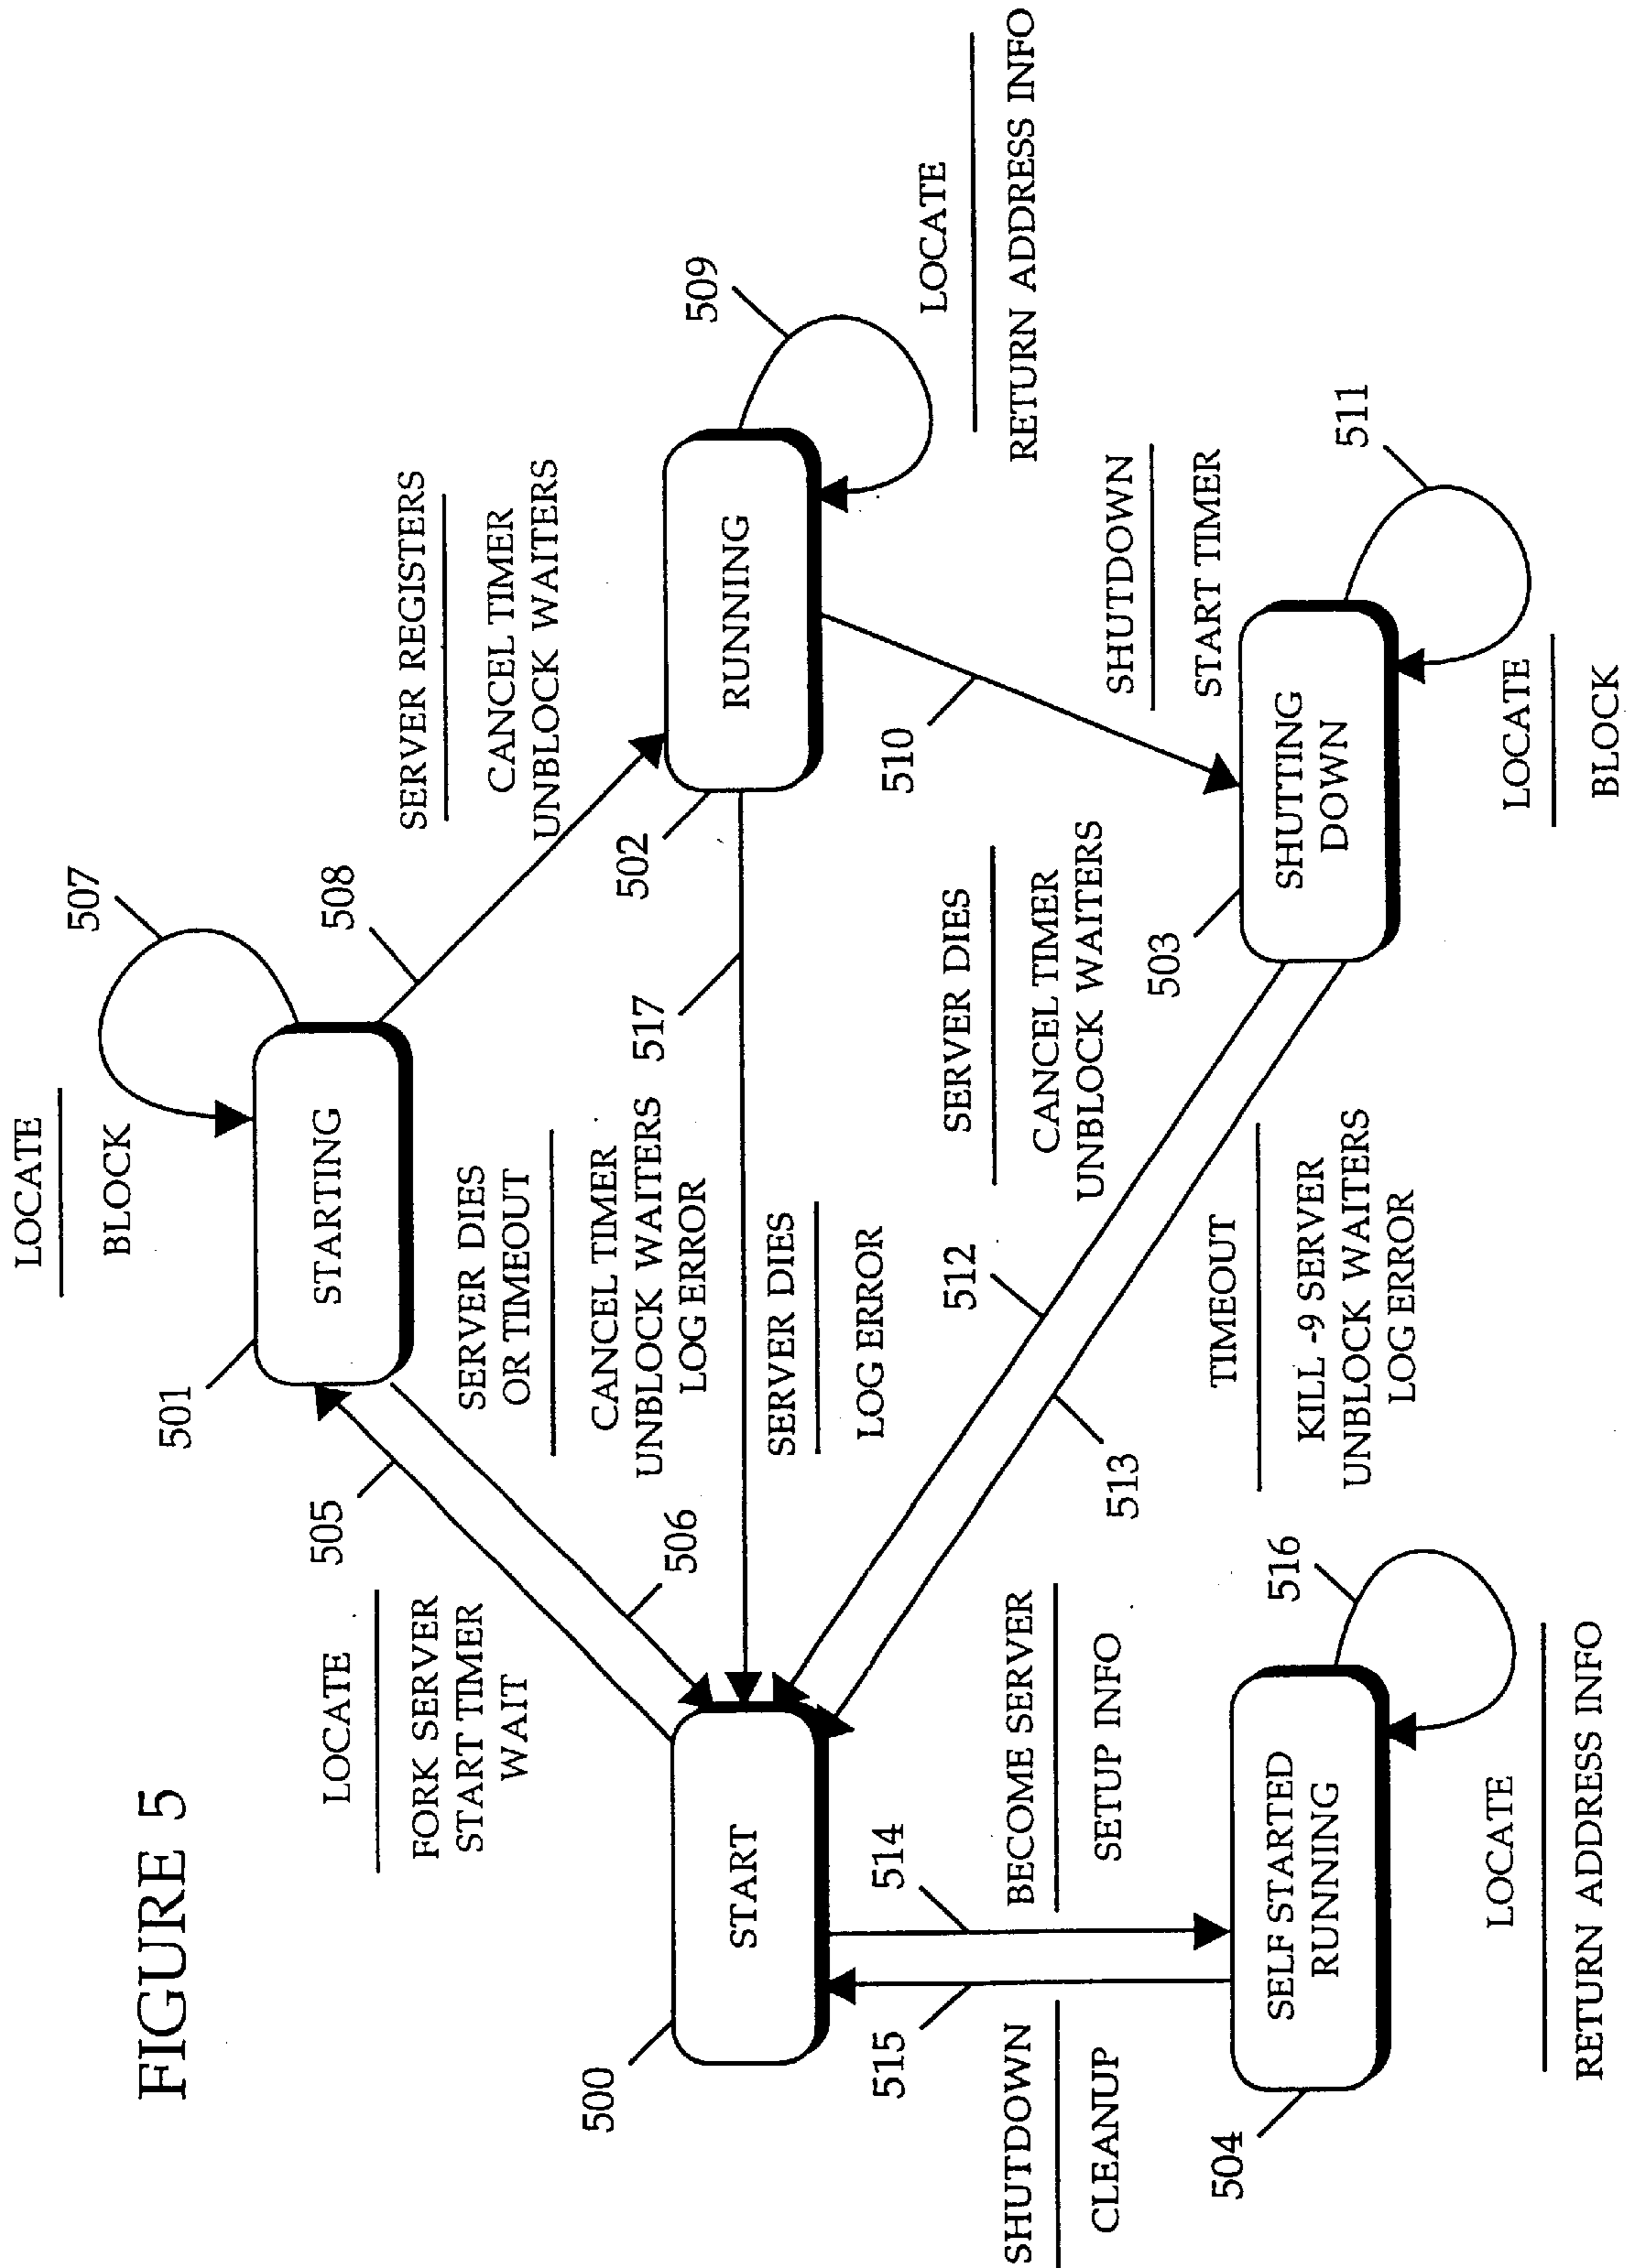 FIGURE 5
LOCATE
BLOCK
507
501
STARTING
505
LOCATE
FORK SERVER
START TIMER
WAIT
506
SERVER DIES
OR TIMEOUT
CANCEL TIMER
UNBLOCK WAITERS
LOG ERROR
508
SERVER REGISTERS
CANCEL TIMER
UNBLOCK WAITERS
500
START
517
SERVER DIES
LOG ERROR
502
RUNNING
509
LOCATE
RETURN ADDRESS INFO
510
SHUTDOWN
START TIMER
512
SERVER DIES
CANCEL TIMER
UNBLOCK WAITERS
513
TIMEOUT
KILL -9 SERVER
UNBLOCK WAITERS
LOG ERROR
503
SHUTTING
DOWN
511
LOCATE
BLOCK
515
SHUTDOWN
CLEANUP
514
BECOME SERVER
SETUP INFO
504
SELF STARTED
RUNNING
516
LOCATE
RETURN ADDRESS INFO